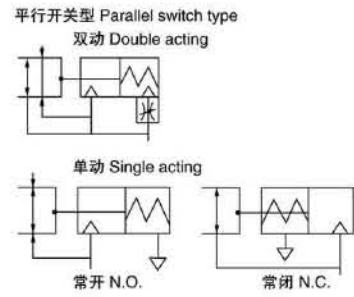 平行开关型 Parallel switch type
双动 Double acting
单动 Single acting
常开 N.O.
常闭 N.C.